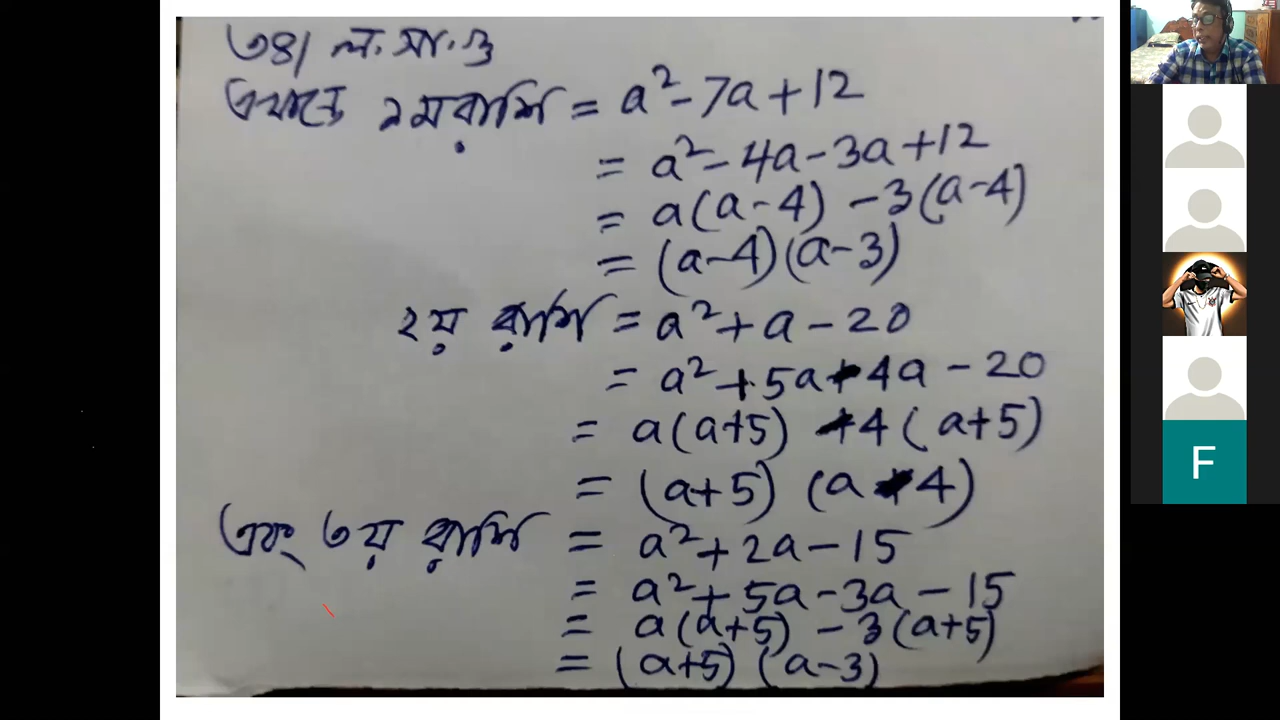 ৩৪| ল.সা.গু
এখানে ১ম রাশি = a² - 7a + 12
= a² - 4a - 3a + 12
= a(a-4) - 3(a-4)
= (a-4)(a-3)
২য় রাশি = a² + a - 20
= a² + 5a - 4a - 20
= a(a+5) - 4(a+5)
= (a+5) (a-4)
এবং ৩য় রাশি = a² + 2a - 15
= a² + 5a - 3a - 15
= a(a+5) - 3(a+5)
= (a+5) (a-3)
F